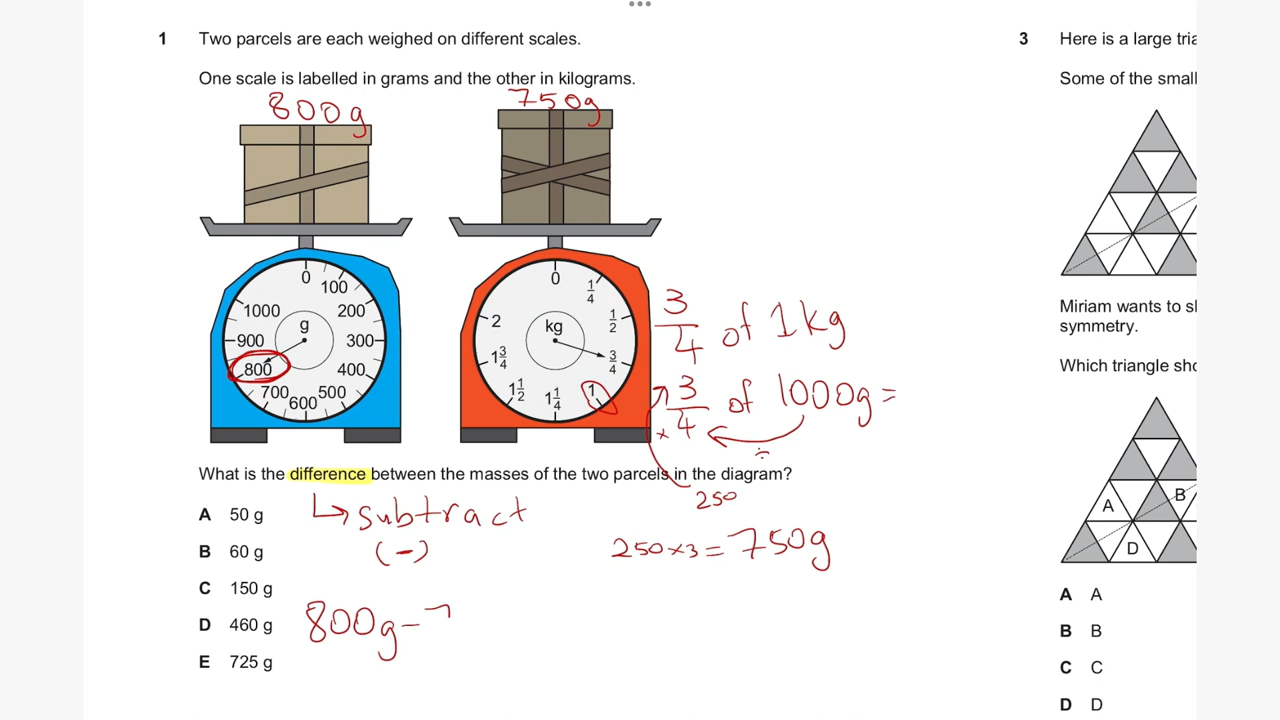 1 Two parcels are each weighed on different scales.
One scale is labelled in grams and the other in kilograms.
800g
750g
0
100
200
300
400
500
600
700
800
900
1000
g
0
1/4
1/2
3/4
1
1 1/4
1 1/2
1 3/4
2
kg
3/4 of 1kg
3/4 of 1000g =
× ÷
250
250×3 = 750g
What is the difference between the masses of the two parcels in the diagram?
A 50 g
B 60 g
C 150 g
D 460 g
E 725 g
↳ subtract
(−)
800g − 7
3 Here is a large tria
Some of the small
Miriam wants to s
symmetry.
Which triangle sho
A
B
D
A A
B B
C C
D D